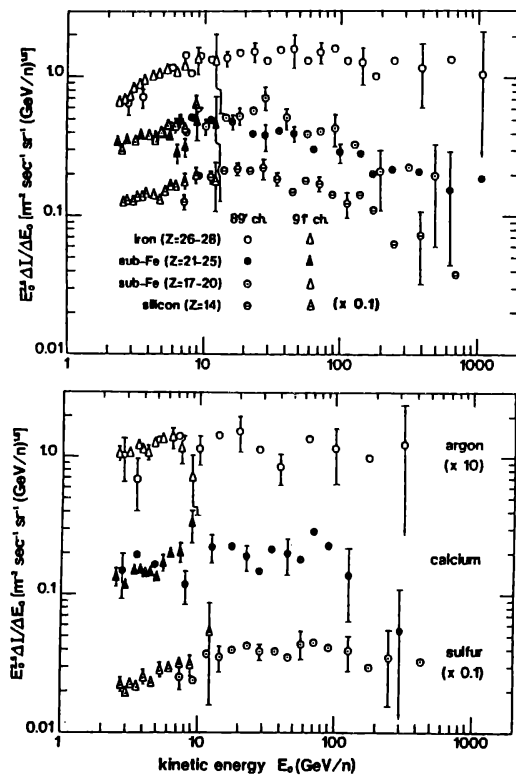 E₀^2.5 ΔI/ΔE₀ [m⁻² sec⁻¹ sr⁻¹ (GeV/n)^1.5]
1.0
0.1
0.01
89' ch. 91' ch.
iron (Z=26-28) ○ △
sub-Fe (Z=21-25) ● ▲
sub-Fe (Z=17-20)
silicon (Z=14) (× 0.1)
1 10 100 1000
E₀^2.5 ΔI/ΔE₀ [m⁻² sec⁻¹ sr⁻¹ (GeV/n)^1.5]
1.0
0.1
0.01
argon
(× 10)
calcium
sulfur
(× 0.1)
1 10 100 1000
kinetic energy E₀ (GeV/n)